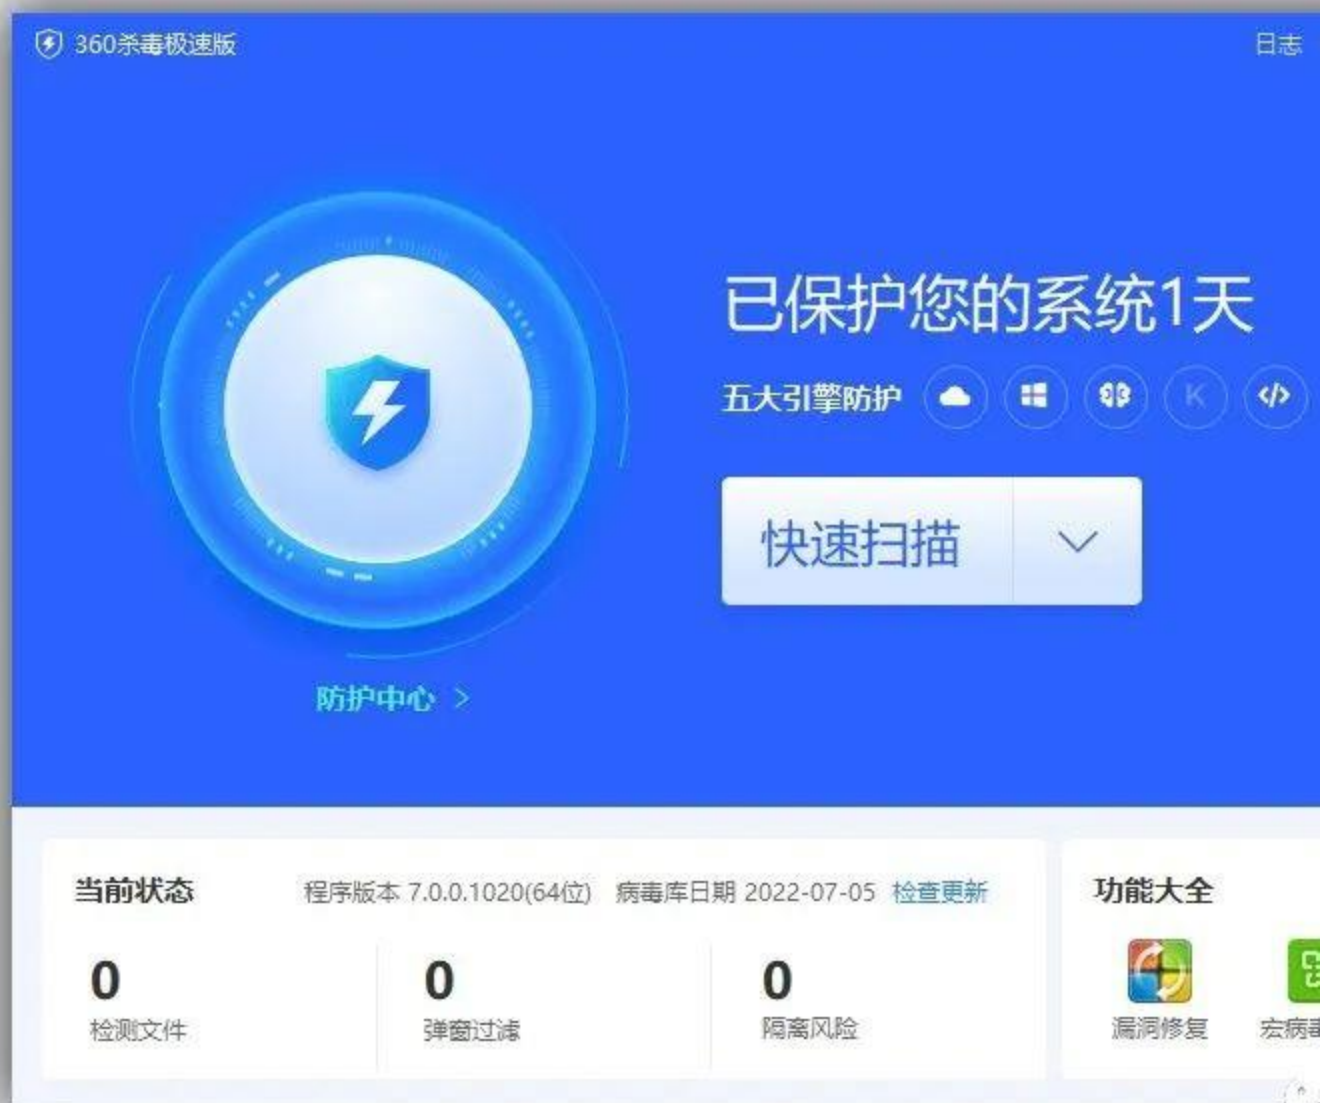 360杀毒极速版
日志
已保护您的系统1天
五大引擎防护
K
快速扫描
防护中心
当前状态
程序版本 7.0.0.1020(64位) 病毒库日期 2022-07-05 检查更新
功能大全
0
0
0
检测文件
弹窗过滤
隔离风险
漏洞修复
宏病毒